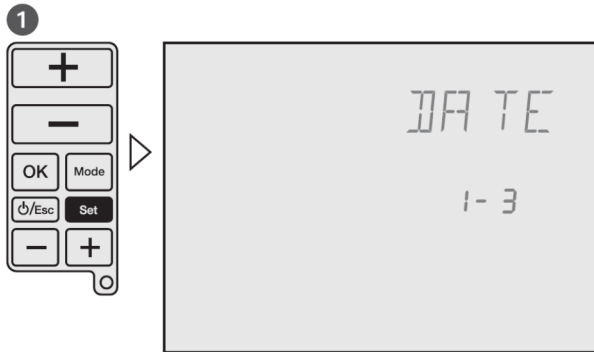 1
+
−
OK Mode
⏻/Esc Set
− +
DATE
1-3